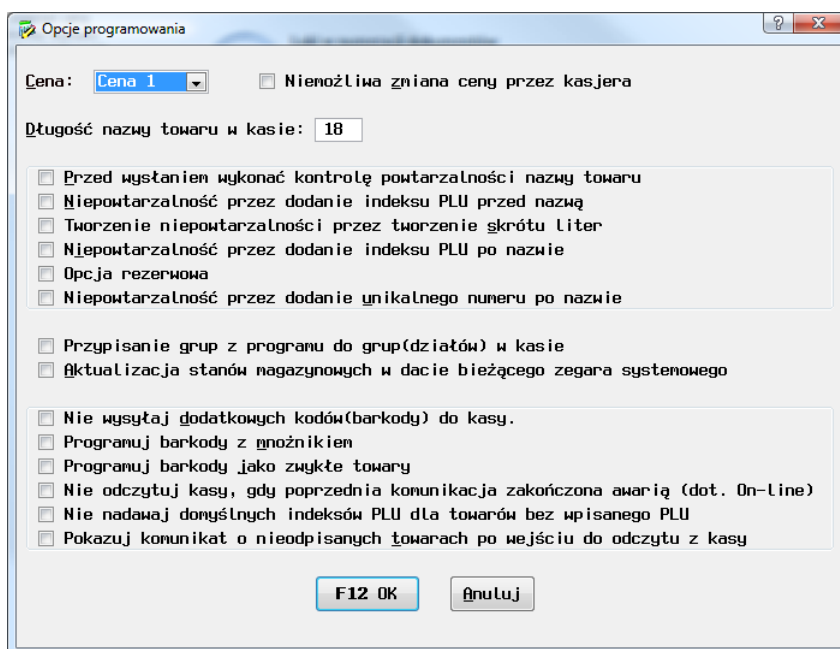 Opcje programowania
Cena: Cena 1 Niemożliwa zmiana ceny przez kasjera
Długość nazwy towaru w kasie: 18
Przed wysłaniem wykonać kontrolę powtarzalności nazwy towaru
Niepowtarzalność przez dodanie indeksu PLU przed nazwą
Tworzenie niepowtarzalności przez tworzenie skrótu liter
Niepowtarzalność przez dodanie indeksu PLU po nazwie
Opcja rezerwowa
Niepowtarzalność przez dodanie unikalnego numeru po nazwie
Przypisanie grup z programu do grup(działów) w kasie
Aktualizacja stanów magazynowych w dacie bieżącego zegara systemowego
Nie wysyłaj dodatkowych kodów(barkody) do kasy.
Programuj barkody z mnożnikiem
Programuj barkody jako zwykłe towary
Nie odczytuj kasy, gdy poprzednia komunikacja zakończona awarią (dot. On-line)
Nie nadawaj domyślnych indeksów PLU dla towarów bez wpisanego PLU
Pokazuj komunikat o nieodpisanych towarach po wejściu do odczytu z kasy
F12 OK Anuluj